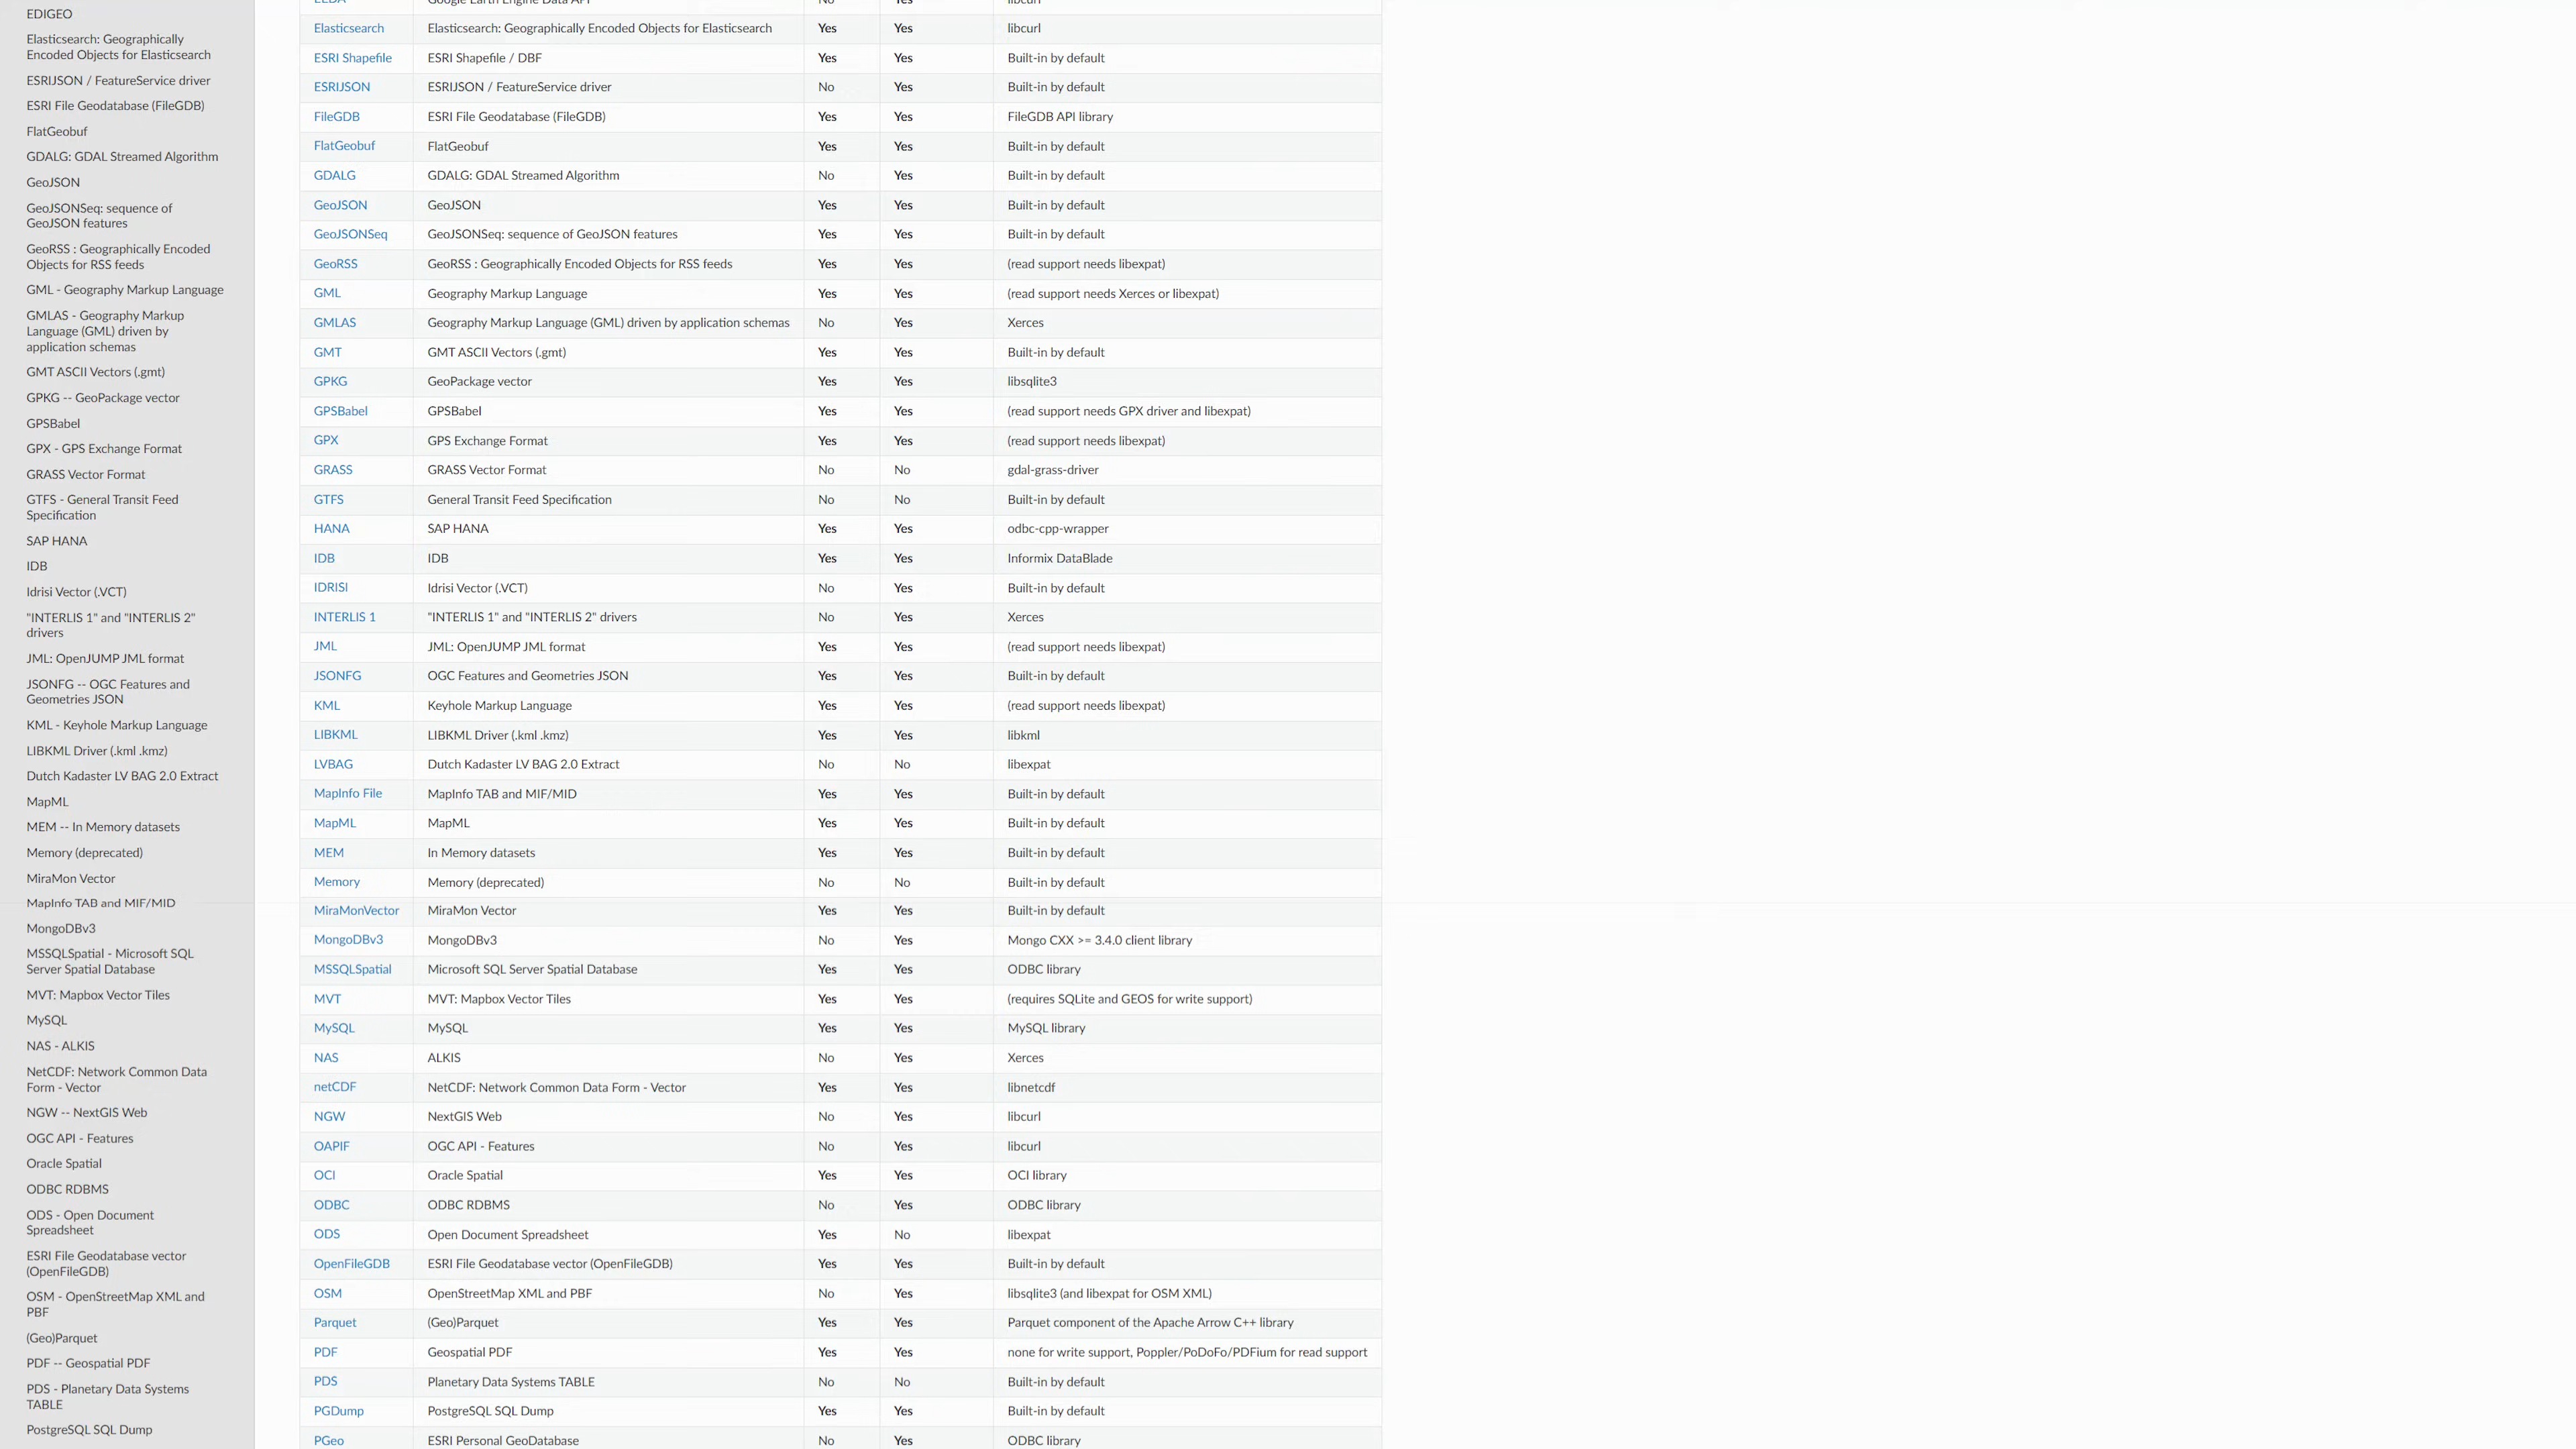 EDIGEO
Elasticsearch: Geographically
Encoded Objects for Elasticsearch
ESRIJSON / FeatureService driver
ESRI File Geodatabase (FileGDB)
FlatGeobuf
GDALG: GDAL Streamed Algorithm
GeoJSON
GeoJSONSeq: sequence of
GeoJSON features
GeoRSS : Geographically Encoded
Objects for RSS feeds
GML - Geography Markup Language
GMLAS - Geography Markup
Language (GML) driven by
application schemas
GMT ASCII Vectors (.gmt)
GPKG -- GeoPackage vector
GPSBabel
GPX - GPS Exchange Format
GRASS Vector Format
GTFS - General Transit Feed
Specification
SAP HANA
IDB
Idrisi Vector (.VCT)
"INTERLIS 1" and "INTERLIS 2"
drivers
JML: OpenJUMP JML format
JSONFG -- OGC Features and
Geometries JSON
KML - Keyhole Markup Language
LIBKML Driver (.kml .kmz)
Dutch Kadaster LV BAG 2.0 Extract
MapML
MEM -- In Memory datasets
Memory (deprecated)
MiraMon Vector
MapInfo TAB and MIF/MID
MongoDBv3
MSSQLSpatial - Microsoft SQL
Server Spatial Database
MVT: Mapbox Vector Tiles
MySQL
NAS - ALKIS
NetCDF: Network Common Data
Form - Vector
NGW -- NextGIS Web
OGC API - Features
Oracle Spatial
ODBC RDBMS
ODS - Open Document
Spreadsheet
ESRI File Geodatabase vector
(OpenFileGDB)
OSM - OpenStreetMap XML and
PBF
(Geo)Parquet
PDF -- Geospatial PDF
PDS - Planetary Data Systems
TABLE
PostgreSQL SQL Dump
EEDA Google Earth Engine Data API No Yes libcurl
Elasticsearch Elasticsearch: Geographically Encoded Objects for Elasticsearch Yes Yes libcurl
ESRI Shapefile ESRI Shapefile / DBF Yes Yes Built-in by default
ESRIJSON ESRIJSON / FeatureService driver No Yes Built-in by default
FileGDB ESRI File Geodatabase (FileGDB) Yes Yes FileGDB API library
FlatGeobuf FlatGeobuf Yes Yes Built-in by default
GDALG GDALG: GDAL Streamed Algorithm No Yes Built-in by default
GeoJSON GeoJSON Yes Yes Built-in by default
GeoJSONSeq GeoJSONSeq: sequence of GeoJSON features Yes Yes Built-in by default
GeoRSS GeoRSS : Geographically Encoded Objects for RSS feeds Yes Yes (read support needs libexpat)
GML Geography Markup Language Yes Yes (read support needs Xerces or libexpat)
GMLAS Geography Markup Language (GML) driven by application schemas No Yes Xerces
GMT GMT ASCII Vectors (.gmt) Yes Yes Built-in by default
GPKG GeoPackage vector Yes Yes libsqlite3
GPSBabel GPSBabel Yes Yes (read support needs GPX driver and libexpat)
GPX GPS Exchange Format Yes Yes (read support needs libexpat)
GRASS GRASS Vector Format No No gdal-grass-driver
GTFS General Transit Feed Specification No No Built-in by default
HANA SAP HANA Yes Yes odbc-cpp-wrapper
IDB IDB Yes Yes Informix DataBlade
IDRISI Idrisi Vector (.VCT) No Yes Built-in by default
INTERLIS 1 "INTERLIS 1" and "INTERLIS 2" drivers No Yes Xerces
JML JML: OpenJUMP JML format Yes Yes (read support needs libexpat)
JSONFG OGC Features and Geometries JSON Yes Yes Built-in by default
KML Keyhole Markup Language Yes Yes (read support needs libexpat)
LIBKML LIBKML Driver (.kml .kmz) Yes Yes libkml
LVBAG Dutch Kadaster LV BAG 2.0 Extract No No libexpat
MapInfo File MapInfo TAB and MIF/MID Yes Yes Built-in by default
MapML MapML Yes Yes Built-in by default
MEM In Memory datasets Yes Yes Built-in by default
Memory Memory (deprecated) No No Built-in by default
MiraMonVector MiraMon Vector Yes Yes Built-in by default
MongoDBv3 MongoDBv3 No Yes Mongo CXX >= 3.4.0 client library
MSSQLSpatial Microsoft SQL Server Spatial Database Yes Yes ODBC library
MVT MVT: Mapbox Vector Tiles Yes Yes (requires SQLite and GEOS for write support)
MySQL MySQL Yes Yes MySQL library
NAS ALKIS No Yes Xerces
netCDF NetCDF: Network Common Data Form - Vector Yes Yes libnetcdf
NGW NextGIS Web No Yes libcurl
OAPIF OGC API - Features No Yes libcurl
OCI Oracle Spatial Yes Yes OCI library
ODBC ODBC RDBMS No Yes ODBC library
ODS Open Document Spreadsheet Yes No libexpat
OpenFileGDB ESRI File Geodatabase vector (OpenFileGDB) Yes Yes Built-in by default
OSM OpenStreetMap XML and PBF No Yes libsqlite3 (and libexpat for OSM XML)
Parquet (Geo)Parquet Yes Yes Parquet component of the Apache Arrow C++ library
PDF Geospatial PDF Yes Yes none for write support, Poppler/PoDoFo/PDFium for read support
PDS Planetary Data Systems TABLE No No Built-in by default
PGDump PostgreSQL SQL Dump Yes Yes Built-in by default
PGeo ESRI Personal GeoDatabase No Yes ODBC library